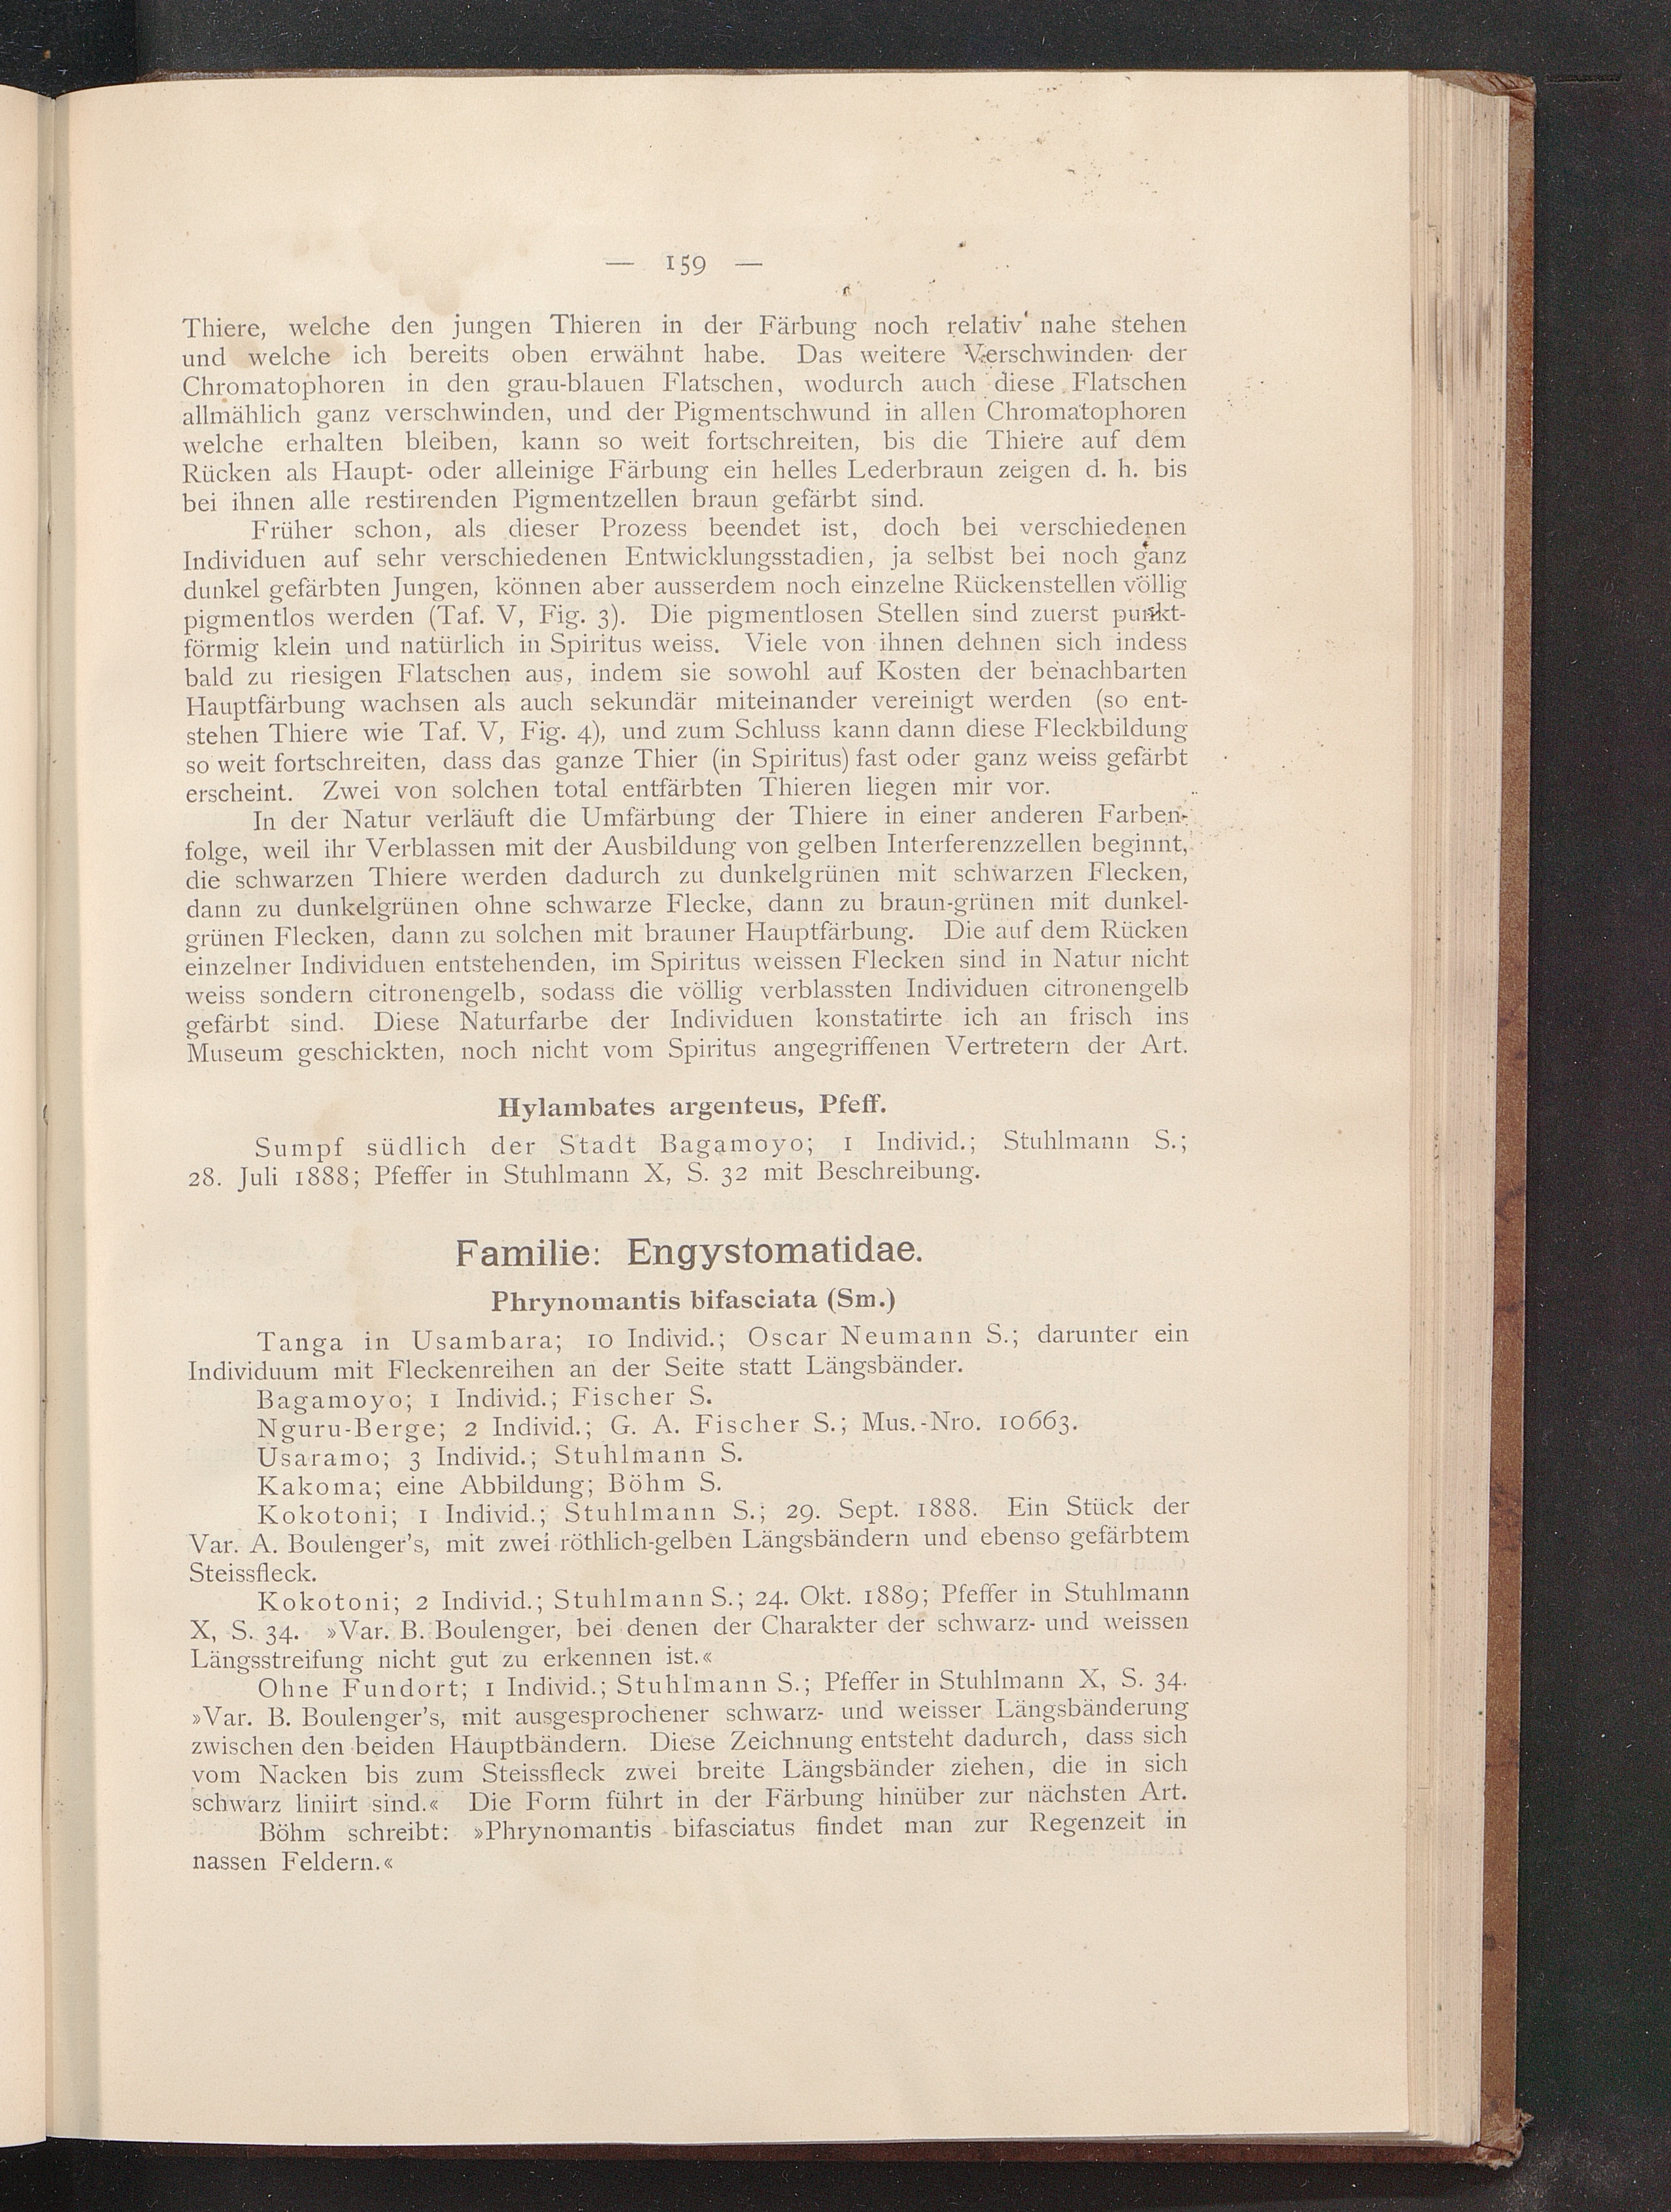 — 159 —
Thiere, welche den jungen Thieren in der Färbung noch relativ nahe stehen
und welche ich bereits oben erwähnt habe. Das weitere Verschwinden der
Chromatophoren in den grau-blauen Flatschen, wodurch auch diese Flatschen
allmählich ganz verschwinden, und der Pigmentschwund in allen Chromatophoren
welche erhalten bleiben, kann so weit fortschreiten, bis die Thiere auf dem
Rücken als Haupt- oder alleinige Färbung ein helles Lederbraun zeigen d. h. bis
bei ihnen alle restirenden Pigmentzellen braun gefärbt sind.
Früher schon, als dieser Prozess beendet ist, doch bei verschiedenen
Individuen auf sehr verschiedenen Entwicklungsstadien, ja selbst bei noch ganz
dunkel gefärbten Jungen, können aber ausserdem noch einzelne Rückenstellen völlig
pigmentlos werden (Taf. V, Fig. 3). Die pigmentlosen Stellen sind zuerst punkt-
förmig klein und natürlich in Spiritus weiss. Viele von ihnen dehnen sich indess
bald zu riesigen Flatschen aus, indem sie sowohl auf Kosten der benachbarten
Hauptfärbung wachsen als auch sekundär miteinander vereinigt werden (so ent-
stehen Thiere wie Taf. V, Fig. 4), und zum Schluss kann dann diese Fleckbildung
so weit fortschreiten, dass das ganze Thier (in Spiritus) fast oder ganz weiss gefärbt
erscheint. Zwei von solchen total entfärbten Thieren liegen mir vor.
In der Natur verläuft die Umfärbung der Thiere in einer anderen Farben-
folge, weil ihr Verblassen mit der Ausbildung von gelben Interferenzzellen beginnt,
die schwarzen Thiere werden dadurch zu dunkelgrünen mit schwarzen Flecken,
dann zu dunkelgrünen ohne schwarze Flecke, dann zu braun-grünen mit dunkel-
grünen Flecken, dann zu solchen mit brauner Hauptfärbung. Die auf dem Rücken
einzelner Individuen entstehenden, im Spiritus weissen Flecken sind in Natur nicht
weiss sondern citronengelb, sodass die völlig verblassten Individuen citronengelb
gefärbt sind. Diese Naturfarbe der Individuen konstatirte ich an frisch ins
Museum geschickten, noch nicht vom Spiritus angegriffenen Vertretern der Art.
Hylambates argenteus, Pfeff.
Sumpf südlich der Stadt Bagamoyo; 1 Individ.; Stuhlmann S.;
28. Juli 1888; Pfeffer in Stuhlmann X, S. 32 mit Beschreibung.
Familie: Engystomatidae.
Phrynomantis bifasciata (Sm.)
Tanga in Usambara; 10 Individ.; Oscar Neumann S.; darunter ein
Individuum mit Fleckenreihen an der Seite statt Längsbänder.
Bagamoyo; 1 Individ.; Fischer S.
Nguru-Berge; 2 Individ.; G. A. Fischer S.; Mus.-Nro. 10663.
Usaramo; 3 Individ.; Stuhlmann S.
Kakoma; eine Abbildung; Böhm S.
Kokotoni; 1 Individ.; Stuhlmann S.; 29. Sept. 1888. Ein Stück der
Var. A. Boulenger's, mit zwei röthlich-gelben Längsbändern und ebenso gefärbtem
Steissfleck.
Kokotoni; 2 Individ.; Stuhlmann S.; 24. Okt. 1889; Pfeffer in Stuhlmann
X, S. 34. »Var. B. Boulenger, bei denen der Charakter der schwarz- und weissen
Längsstreifung nicht gut zu erkennen ist.«
Ohne Fundort; 1 Individ.; Stuhlmann S.; Pfeffer in Stuhlmann X, S. 34.
»Var. B. Boulenger's, mit ausgesprochener schwarz- und weisser Längsbänderung
zwischen den beiden Hauptbändern. Diese Zeichnung entsteht dadurch, dass sich
vom Nacken bis zum Steissfleck zwei breite Längsbänder ziehen, die in sich
schwarz liniirt sind.« Die Form führt in der Färbung hinüber zur nächsten Art.
Böhm schreibt: »Phrynomantis bifasciatus findet man zur Regenzeit in
nassen Feldern.«